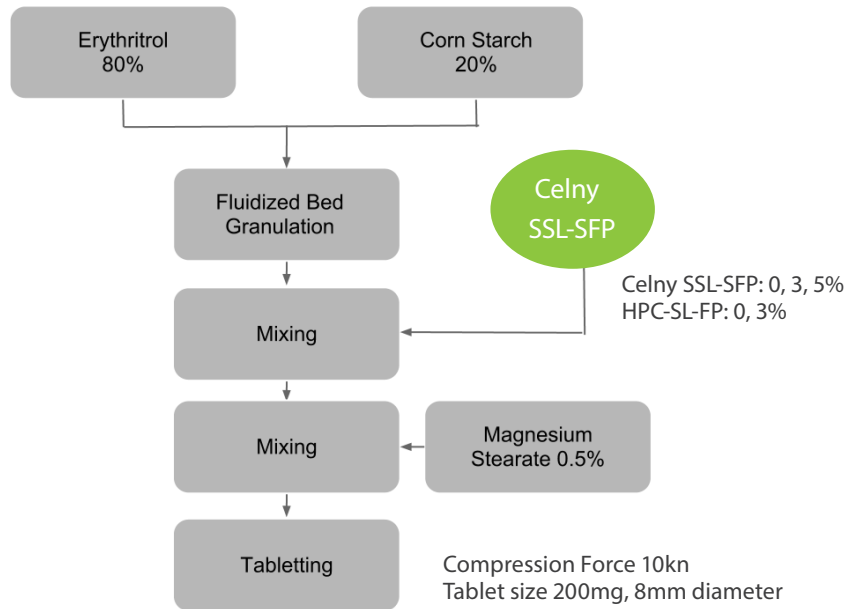 Erythritrol
80%
Corn Starch
20%
Fluidized Bed
Granulation
Celny
SSL-SFP
Celny SSL-SFP: 0, 3, 5%
HPC-SL-FP: 0, 3%
Mixing
Mixing
Magnesium
Stearate 0.5%
Tabletting
Compression Force 10kn
Tablet size 200mg, 8mm diameter